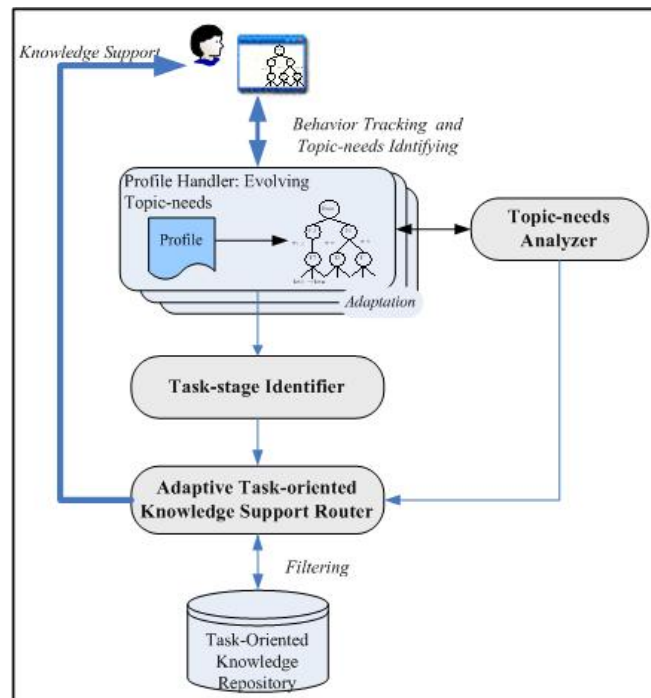 Knowledge Support
Behavior Tracking and
Topic-needs Idntifying
Profile Handler: Evolving
Topic-needs
Profile
Adaptation
Topic-needs
Analyzer
Task-stage Identifier
Adaptive Task-oriented
Knowledge Support Router
Filtering
Task-Oriented
Knowledge
Repository